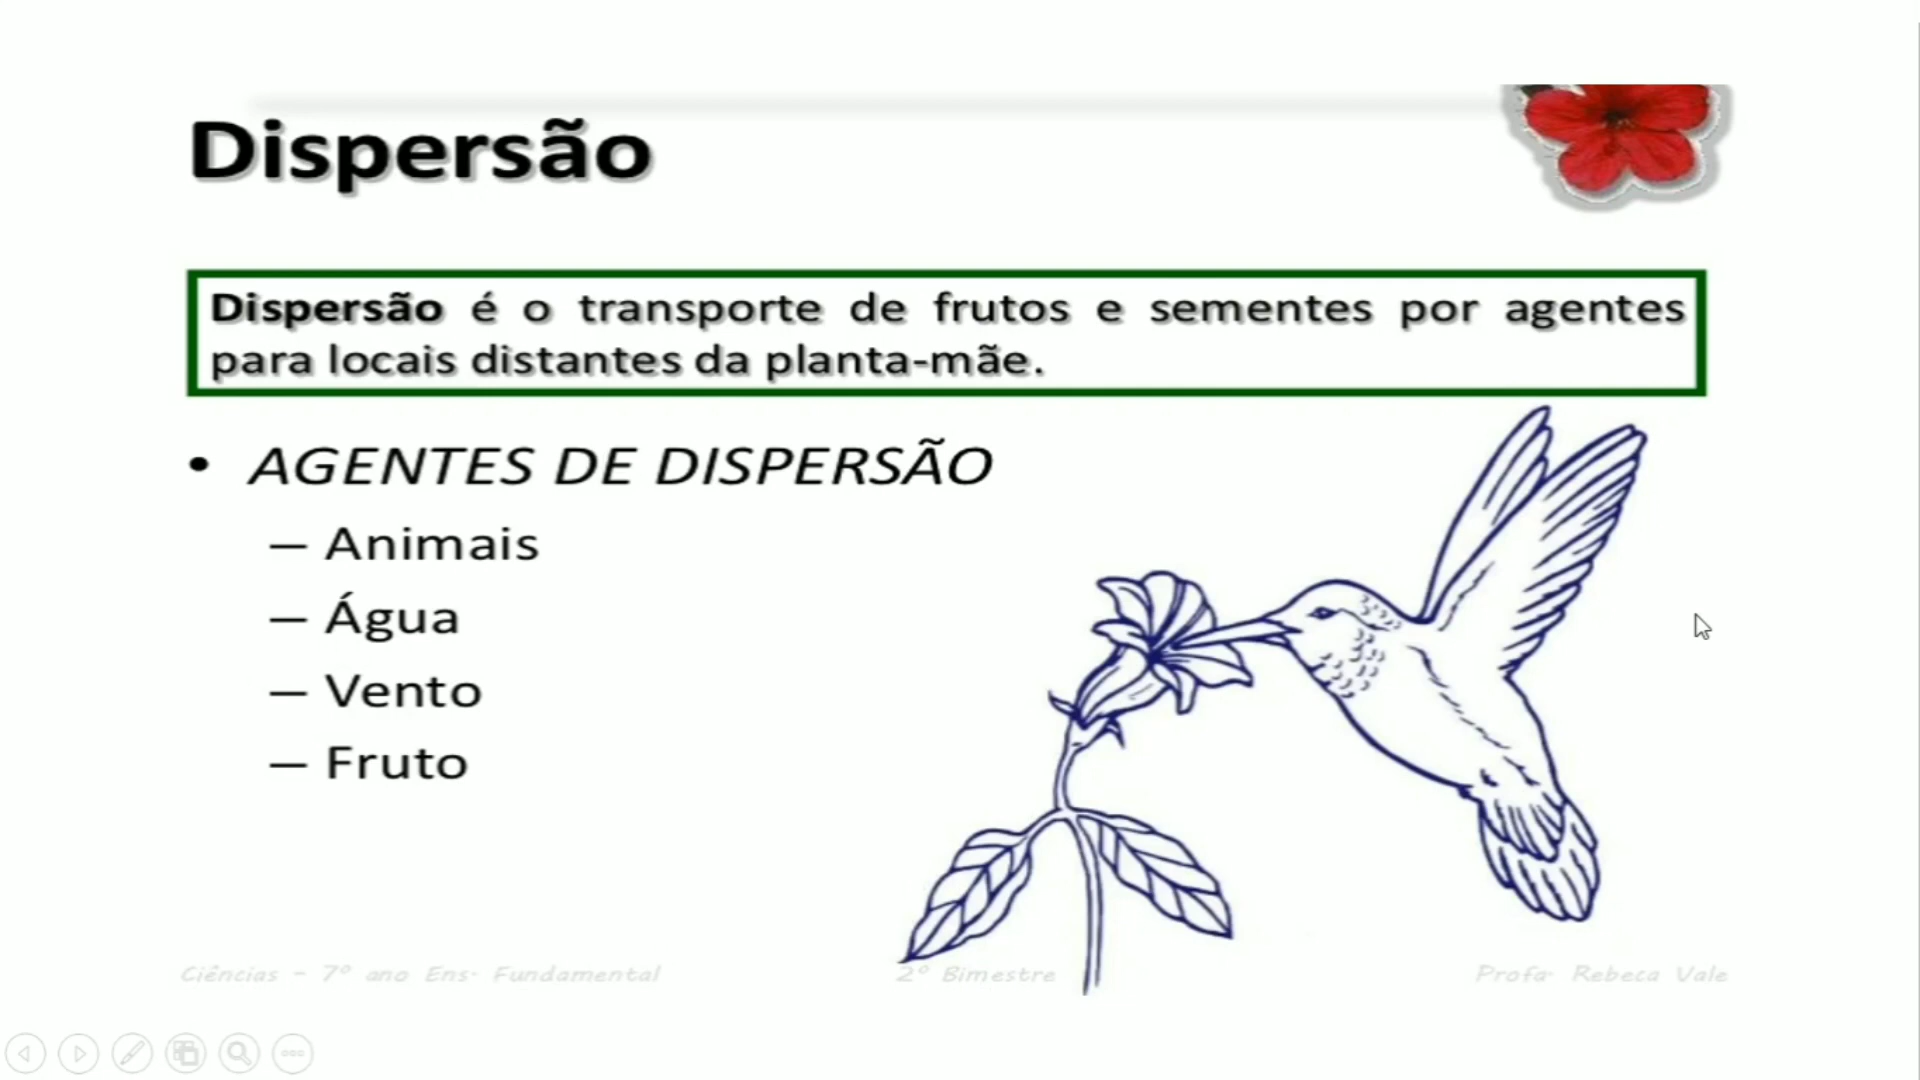 Dispersão
Dispersão é o transporte de frutos e sementes por agentes
para locais distantes da planta-mãe.
• AGENTES DE DISPERSÃO
– Animais
– Água
– Vento
– Fruto
Ciências - 7º ano Ens. Fundamental 2º Bimestre Profa. Rebeca Vale